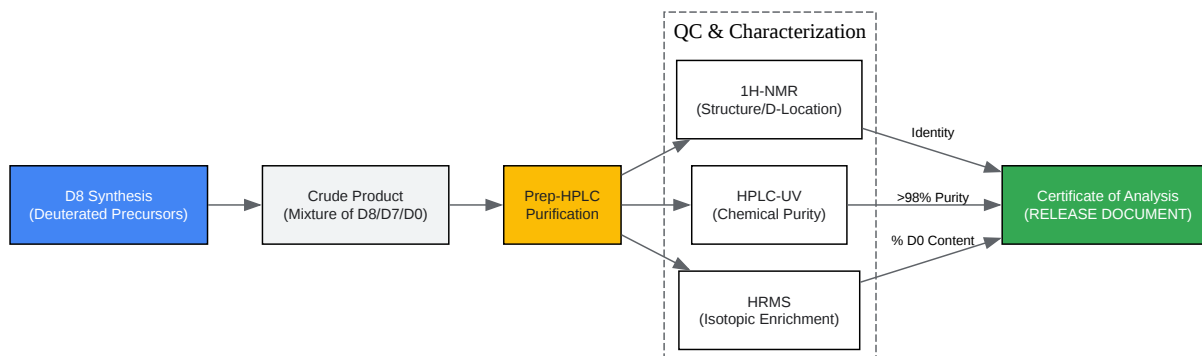 QC & Characterization
1H-NMR
(Structure/D-Location)
Identity
D8 Synthesis
(Deuterated Precursors)
Crude Product
(Mixture of D8/D7/D0)
Prep-HPLC
Purification
HPLC-UV
(Chemical Purity)
>98% Purity
Certificate of Analysis
(RELEASE DOCUMENT)
% D0 Content
HRMS
(Isotopic Enrichment)